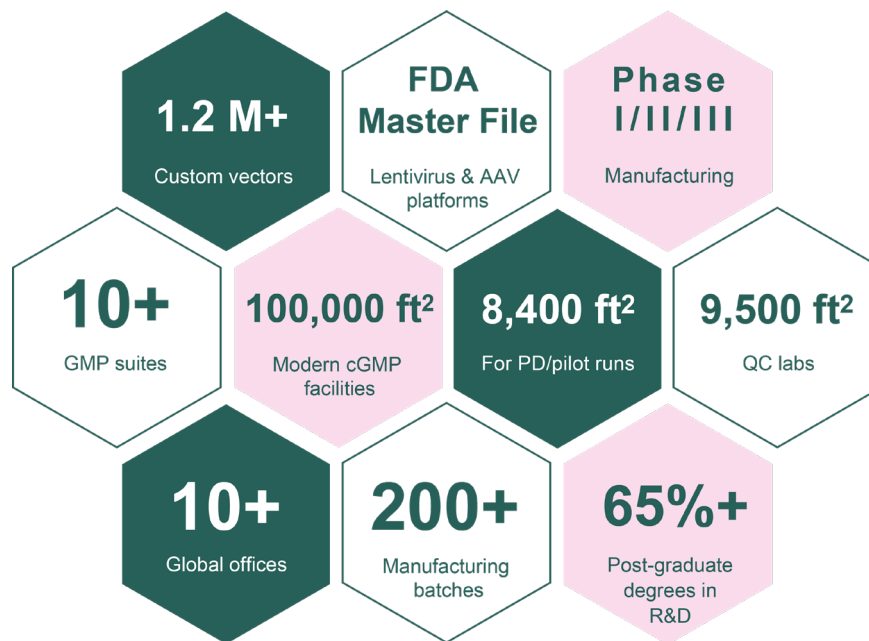 1.2 M+
Custom vectors
FDA
Master File
Lentivirus & AAV
platforms
Phase
I/II/III
Manufacturing
10+
GMP suites
100,000 ft²
Modern cGMP
facilities
8,400 ft²
For PD/pilot runs
9,500 ft²
QC labs
10+
Global offices
200+
Manufacturing
batches
65%+
Post-graduate
degrees in
R&D